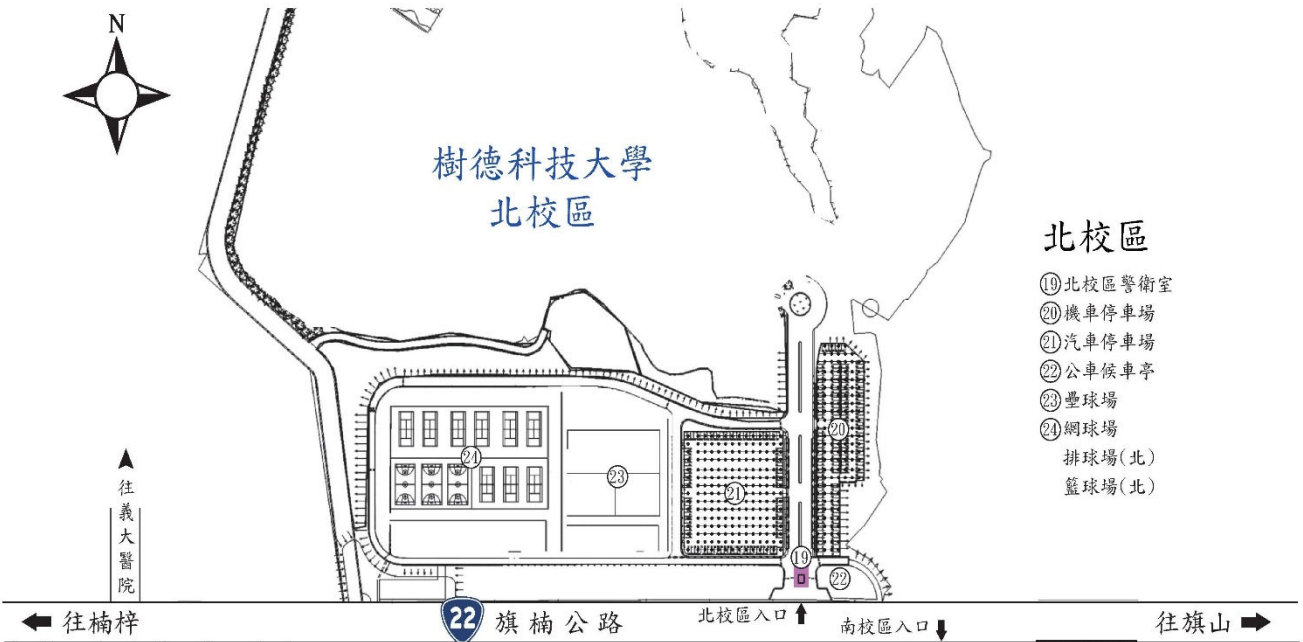 N
樹德科技大學
北校區
北校區
⑲北校區警衛室
⑳機車停車場
㉑汽車停車場
㉒公車候車亭
㉓壘球場
㉔網球場
排球場(北)
籃球場(北)
⑳
㉔
㉓
㉑
往義大醫院
⑲
㉒
往楠梓
22 旗楠公路
北校區入口
南校區入口
往旗山